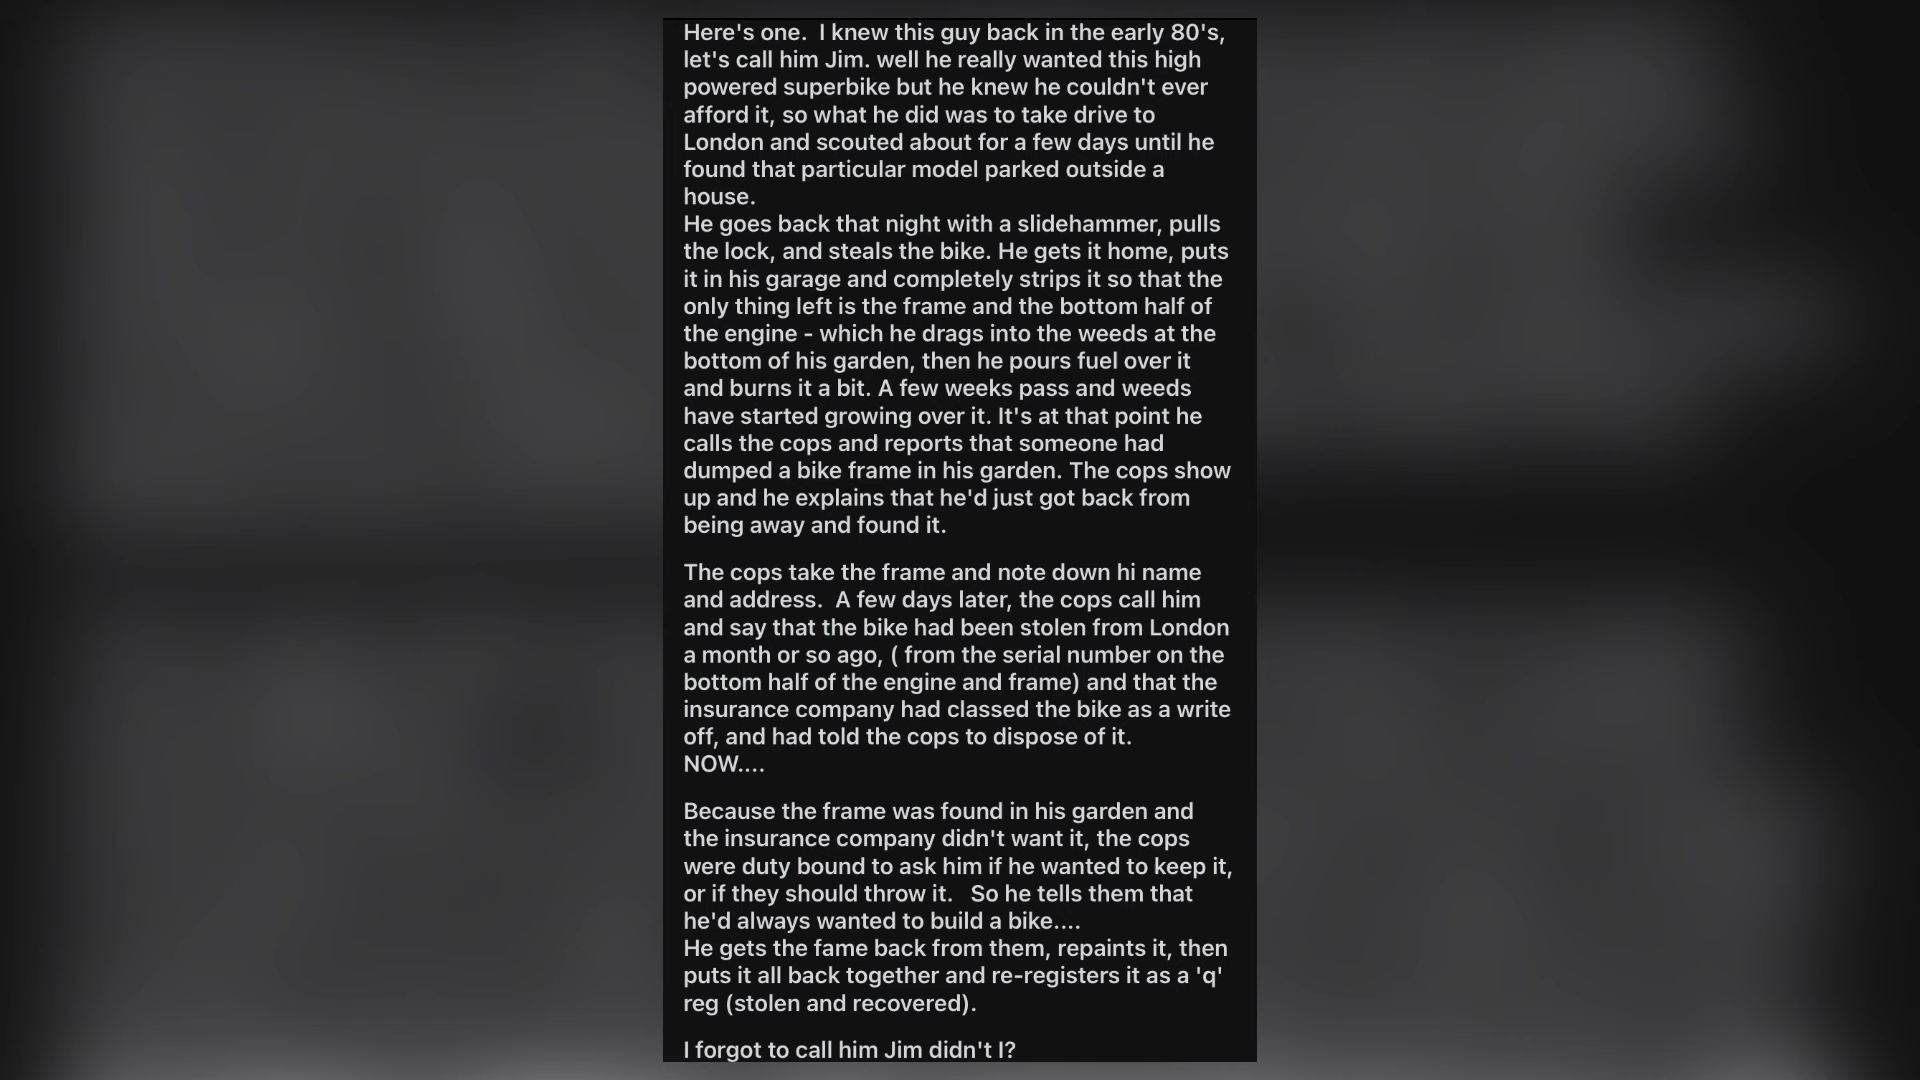 Here's one.  I knew this guy back in the early 80's,
let's call him Jim. well he really wanted this high
powered superbike but he knew he couldn't ever
afford it, so what he did was to take drive to
London and scouted about for a few days until he
found that particular model parked outside a
house.
He goes back that night with a slidehammer, pulls
the lock, and steals the bike. He gets it home, puts
it in his garage and completely strips it so that the
only thing left is the frame and the bottom half of
the engine - which he drags into the weeds at the
bottom of his garden, then he pours fuel over it
and burns it a bit. A few weeks pass and weeds
have started growing over it. It's at that point he
calls the cops and reports that someone had
dumped a bike frame in his garden. The cops show
up and he explains that he'd just got back from
being away and found it.
The cops take the frame and note down hi name
and address.  A few days later, the cops call him
and say that the bike had been stolen from London
a month or so ago, ( from the serial number on the
bottom half of the engine and frame) and that the
insurance company had classed the bike as a write
off, and had told the cops to dispose of it.
NOW....
Because the frame was found in his garden and
the insurance company didn't want it, the cops
were duty bound to ask him if he wanted to keep it,
or if they should throw it.   So he tells them that
he'd always wanted to build a bike....
He gets the fame back from them, repaints it, then
puts it all back together and re-registers it as a 'q'
reg (stolen and recovered).
I forgot to call him Jim didn't I?